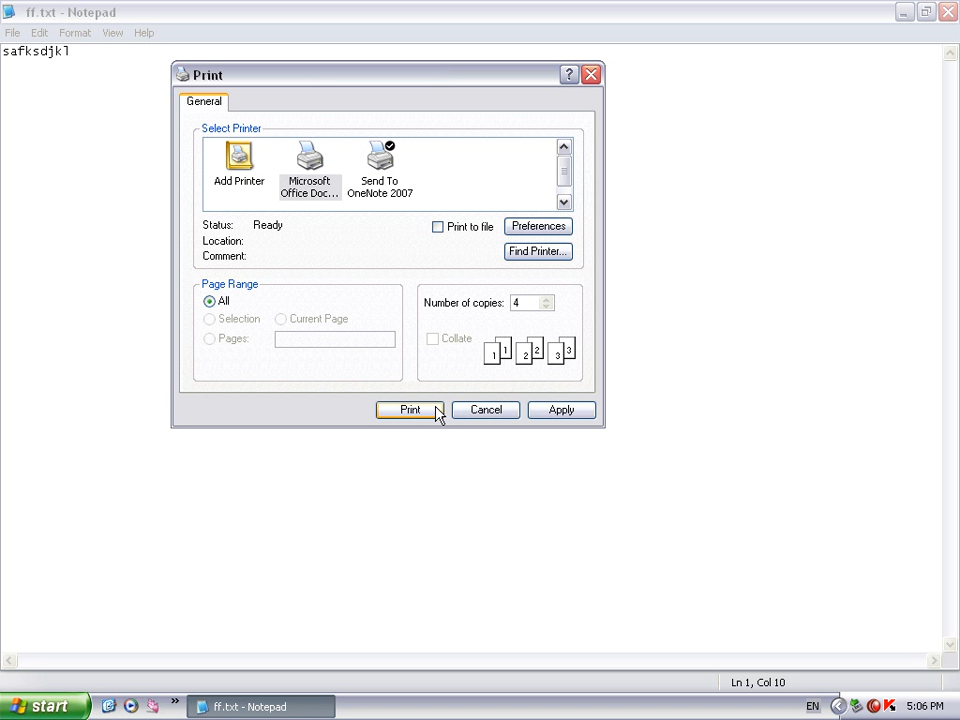 ff.txt - Notepad
File Edit Format View Help
safksdjkl
Print
General
Select Printer
Add Printer
Microsoft Office Doc...
Send To OneNote 2007
Status: Ready
Location:
Comment:
Print to file
Preferences
Find Printer...
Page Range
All
Selection
Current Page
Pages:
Number of copies: 4
Collate
1 1 2 2 3 3
Print
Cancel
Apply
Ln 1, Col 10
start
ff.txt - Notepad
EN
5:06 PM